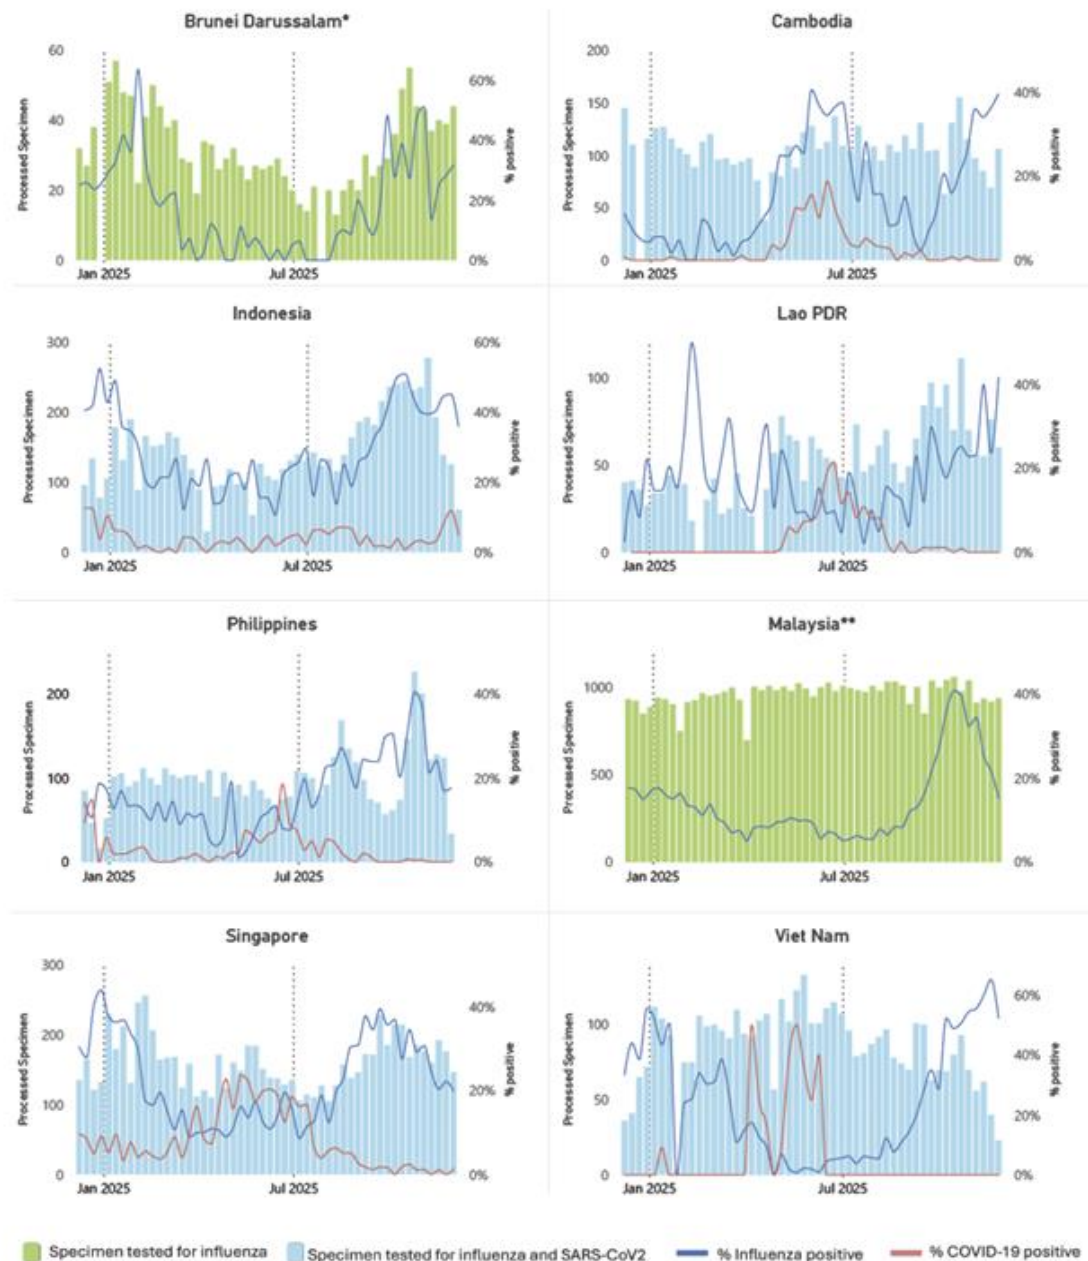 Brunei Darussalam*
Processed Specimen
60
40
20
0
60%
40%
20%
0%
% positive
Jan 2025
Jul 2025
Cambodia
Processed Specimen
200
150
100
50
0
40%
20%
0%
% positive
Jan 2025
Jul 2025
Indonesia
Processed Specimen
300
200
100
0
60%
40%
20%
0%
% positive
Jan 2025
Jul 2025
Lao PDR
Processed Specimen
100
50
0
40%
20%
0%
% positive
Jan 2025
Jul 2025
Philippines
Processed Specimen
200
100
0
40%
20%
0%
% positive
Jan 2025
Jul 2025
Malaysia**
Processed Specimen
1000
500
0
40%
20%
0%
% positive
Jan 2025
Jul 2025
Singapore
Processed Specimen
300
200
100
0
40%
20%
0%
% positive
Jan 2025
Jul 2025
Viet Nam
Processed Specimen
100
50
0
60%
40%
20%
0%
% positive
Jan 2025
Jul 2025
Specimen tested for influenza
Specimen tested for influenza and SARS-CoV2
% Influenza positive
% COVID-19 positive